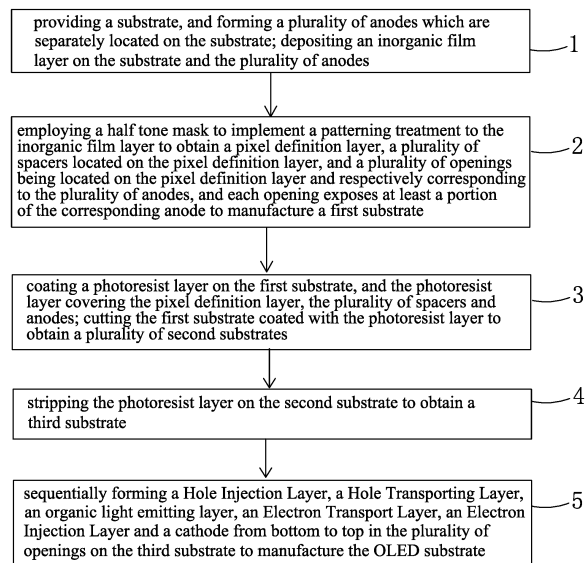 providing a substrate, and forming a plurality of anodes which are
separately located on the substrate; depositing an inorganic film
layer on the substrate and the plurality of anodes
1
employing a half tone mask to implement a patterning treatment to the
inorganic film layer to obtain a pixel definition layer, a plurality of
spacers located on the pixel definition layer, and a plurality of openings
being located on the pixel definition layer and respectively corresponding
to the plurality of anodes, and each opening exposes at least a portion
of the corresponding anode to manufacture a first substrate
2
coating a photoresist layer on the first substrate, and the photoresist
layer covering the pixel definition layer, the plurality of spacers and
anodes; cutting the first substrate coated with the photoresist layer to
obtain a plurality of second substrates
3
stripping the photoresist layer on the second substrate to obtain a
third substrate
4
sequentially forming a Hole Injection Layer, a Hole Transporting Layer,
an organic light emitting layer, an Electron Transport Layer, an Electron
Injection Layer and a cathode from bottom to top in the plurality of
openings on the third substrate to manufacture the OLED substrate
5